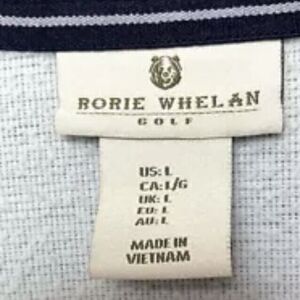 RORIE WHELAN
GOLF
US: L
CA: L/G
UK: L
EU: L
AU: L
MADE IN
VIETNAM